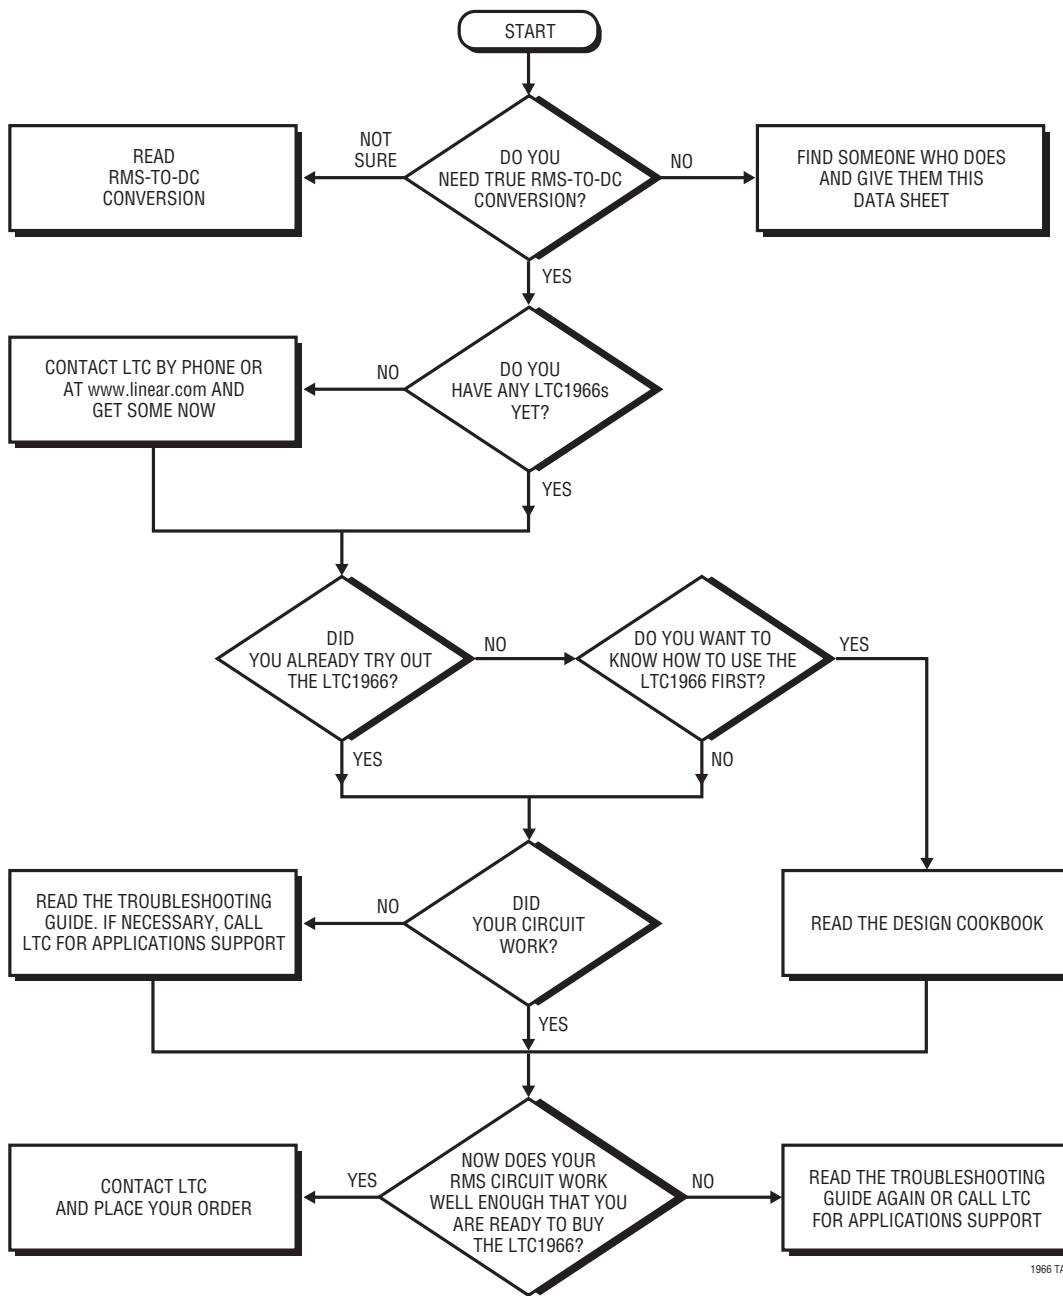 START
NOT
SURE
READ
RMS-TO-DC
CONVERSION
DO YOU
NEED TRUE RMS-TO-DC
CONVERSION?
NO
FIND SOMEONE WHO DOES
AND GIVE THEM THIS
DATA SHEET
YES
CONTACT LTC BY PHONE OR
AT www.linear.com AND
GET SOME NOW
NO
DO YOU
HAVE ANY LTC1966s
YET?
YES
DID
YOU ALREADY TRY OUT
THE LTC1966?
NO
DO YOU WANT TO
KNOW HOW TO USE THE
LTC1966 FIRST?
YES
YES
NO
READ THE TROUBLESHOOTING
GUIDE. IF NECESSARY, CALL
LTC FOR APPLICATIONS SUPPORT
NO
DID
YOUR CIRCUIT
WORK?
READ THE DESIGN COOKBOOK
YES
CONTACT LTC
AND PLACE YOUR ORDER
YES
NOW DOES YOUR
RMS CIRCUIT WORK
WELL ENOUGH THAT YOU
ARE READY TO BUY
THE LTC1966?
NO
READ THE TROUBLESHOOTING
GUIDE AGAIN OR CALL LTC
FOR APPLICATIONS SUPPORT
1966 TA